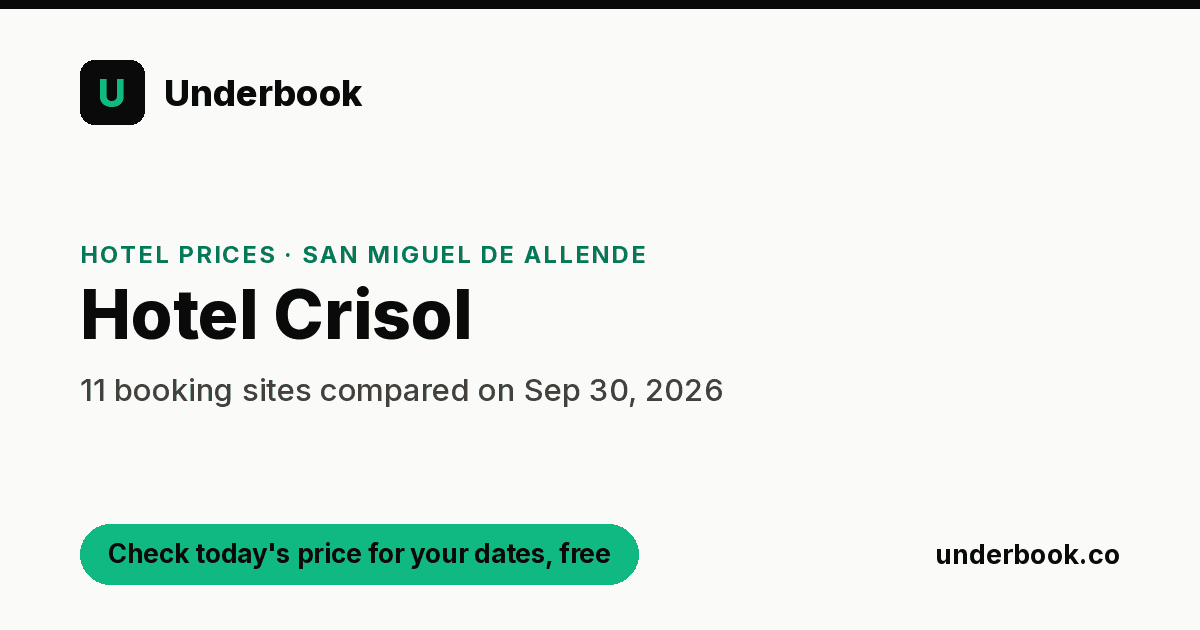 U Underbook
HOTEL PRICES · SAN MIGUEL DE ALLENDE
Hotel Crisol
11 booking sites compared on Sep 30, 2026
Check today's price for your dates, free
underbook.co